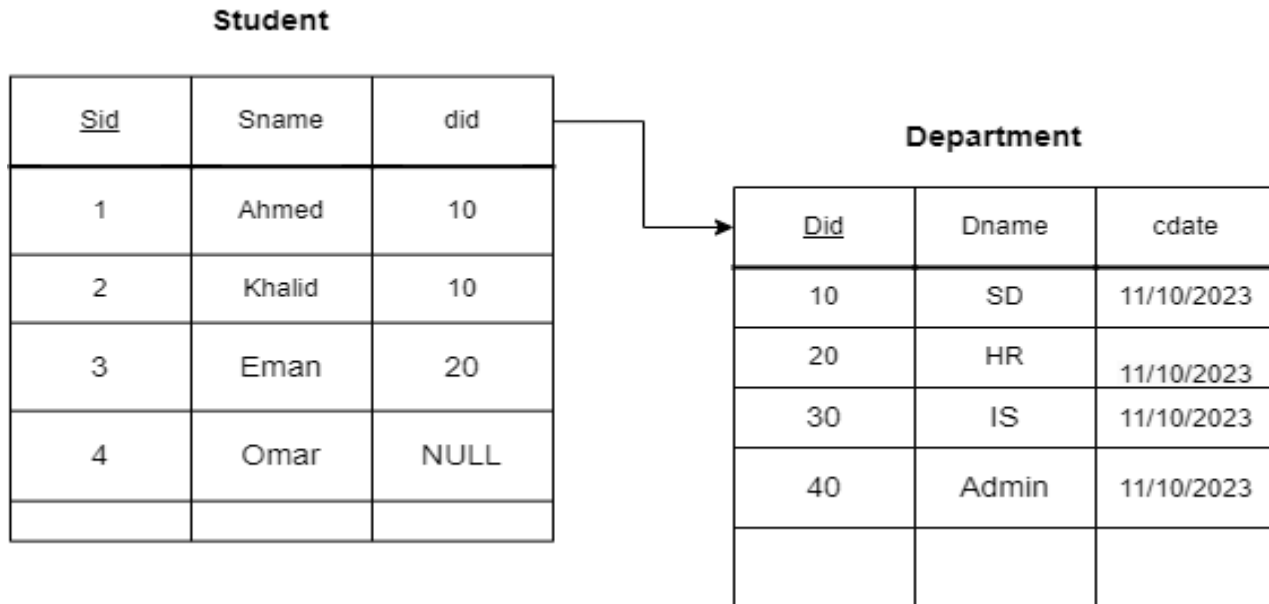 Student
Sid Sname did
1 Ahmed 10
2 Khalid 10
3 Eman 20
4 Omar NULL
Department
Did Dname cdate
10 SD 11/10/2023
20 HR 11/10/2023
30 IS 11/10/2023
40 Admin 11/10/2023